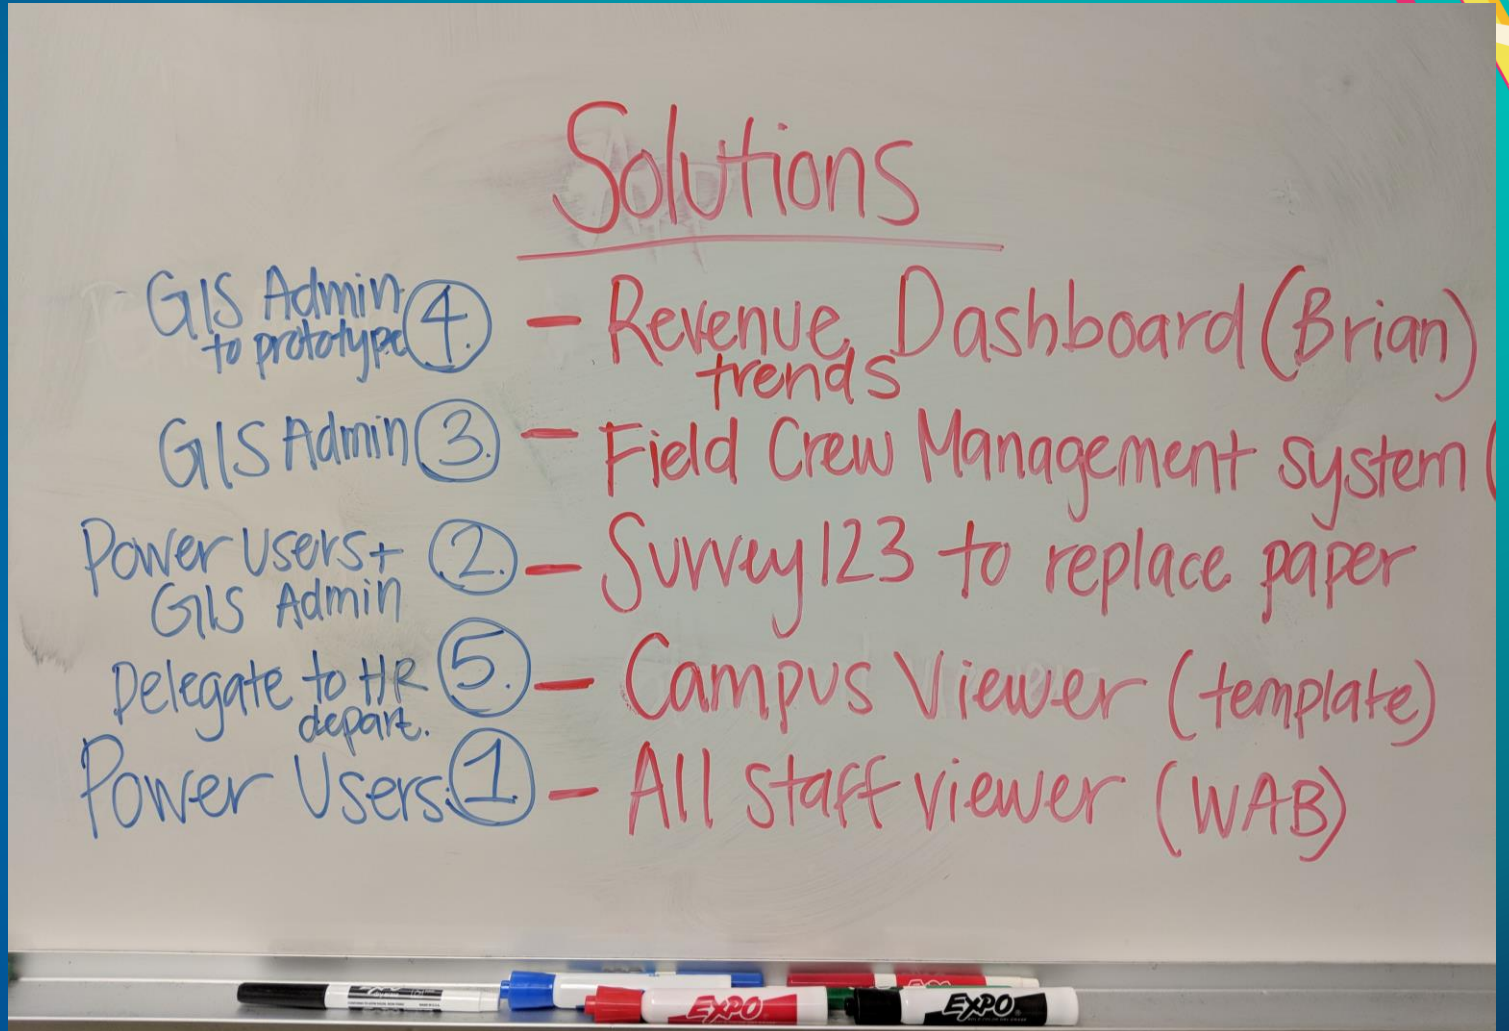 Solutions
GIS Admin 4. - Revenue Dashboard (Brian)
to prototype trends
GIS Admin 3. - Field Crew Management system (
Power Users + 2. - Survey123 to replace paper
GIS Admin
Delegate to HR 5. - Campus Viewer (template)
depart.
Power Users 1. - All staff viewer (WAB)
EXPO EXPO